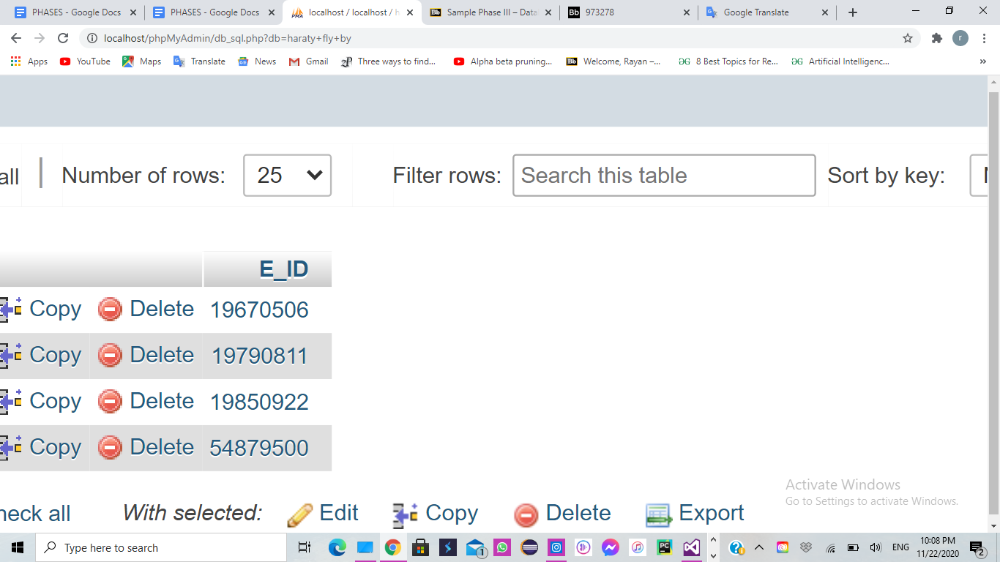 PHASES - Google Docs PHASES - Google Docs localhost / localhost / h Sample Phase III – Data 973278 Google Translate
localhost/phpMyAdmin/db_sql.php?db=haraty+fly+by r
Apps YouTube Maps Translate News Gmail Three ways to find... Alpha beta pruning... Welcome, Rayan –... 8 Best Topics for Re... Artificial Intelligenc... »
all Number of rows: 25 Filter rows: Search this table Sort by key:
E_ID
Copy Delete 19670506
Copy Delete 19790811
Copy Delete 19850922
Copy Delete 54879500
Activate Windows
Go to Settings to activate Windows.
heck all With selected: Edit Copy Delete Export
Type here to search ENG 10:08 PM
11/22/2020